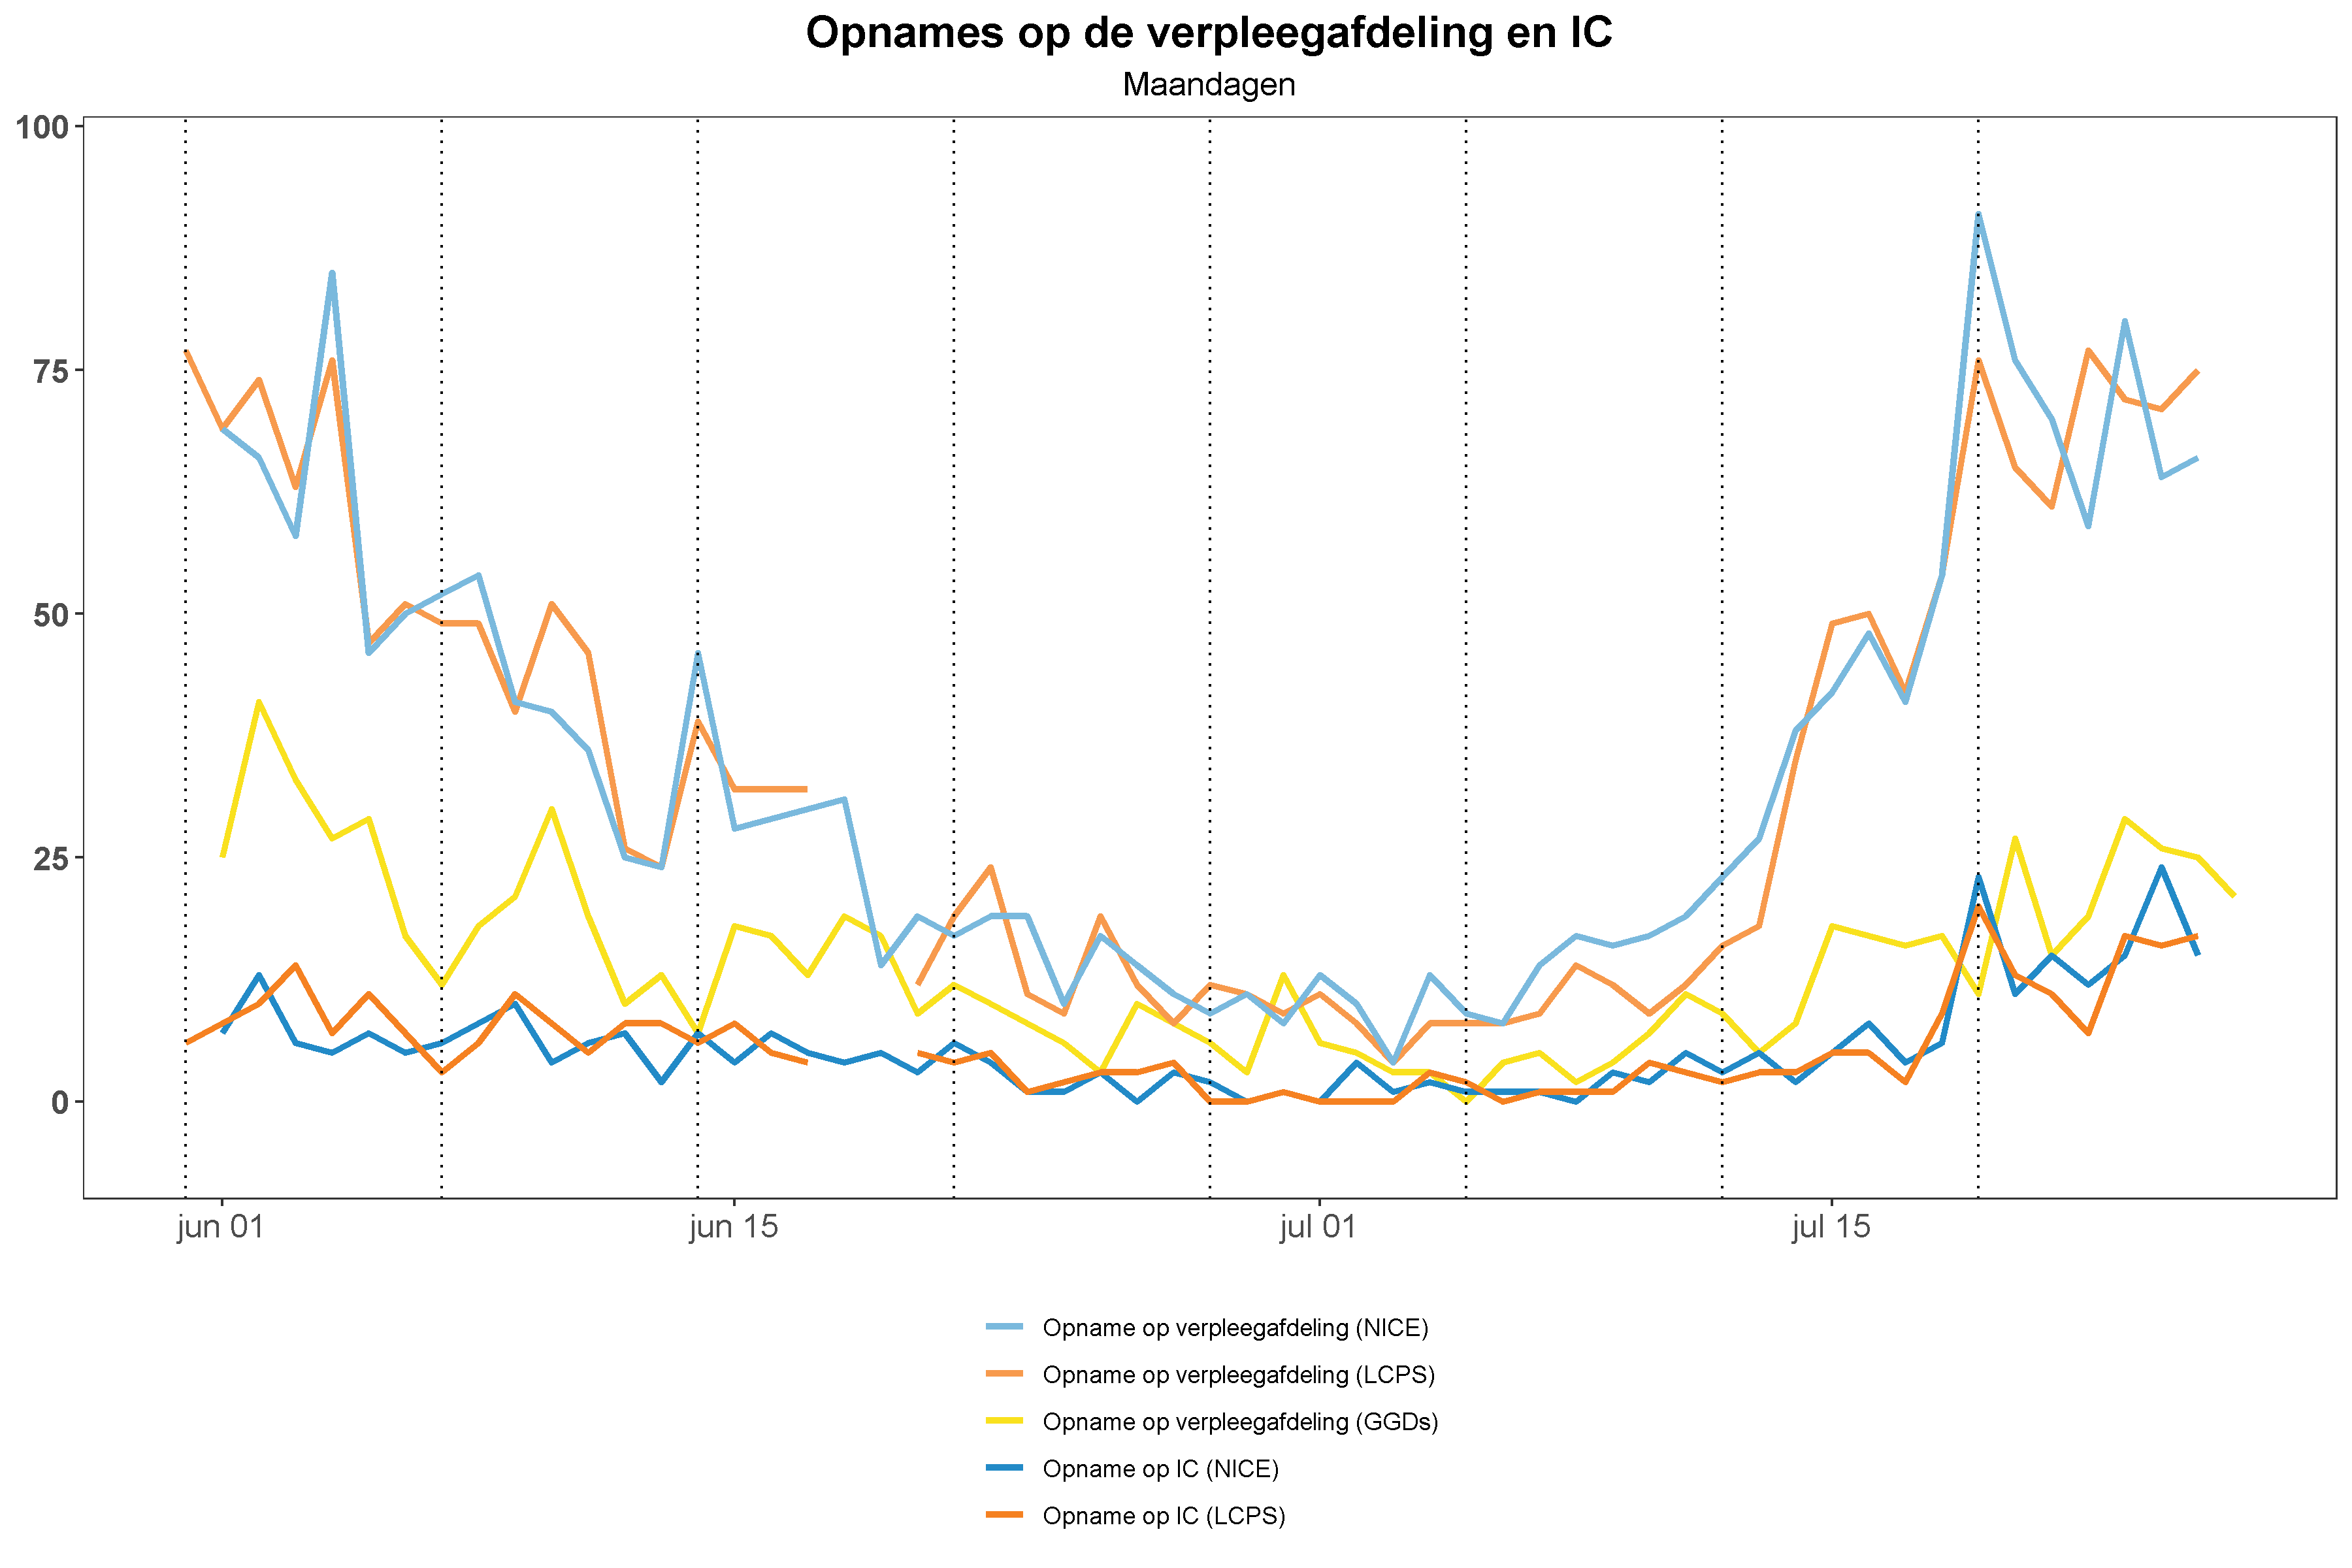 Opnames op de verpleegafdeling en IC
Maandagen
100
75
50
25
0
jun 01 jun 15 jul 01 jul 15
Opname op verpleegafdeling (NICE)
Opname op verpleegafdeling (LCPS)
Opname op verpleegafdeling (GGDs)
Opname op IC (NICE)
Opname op IC (LCPS)